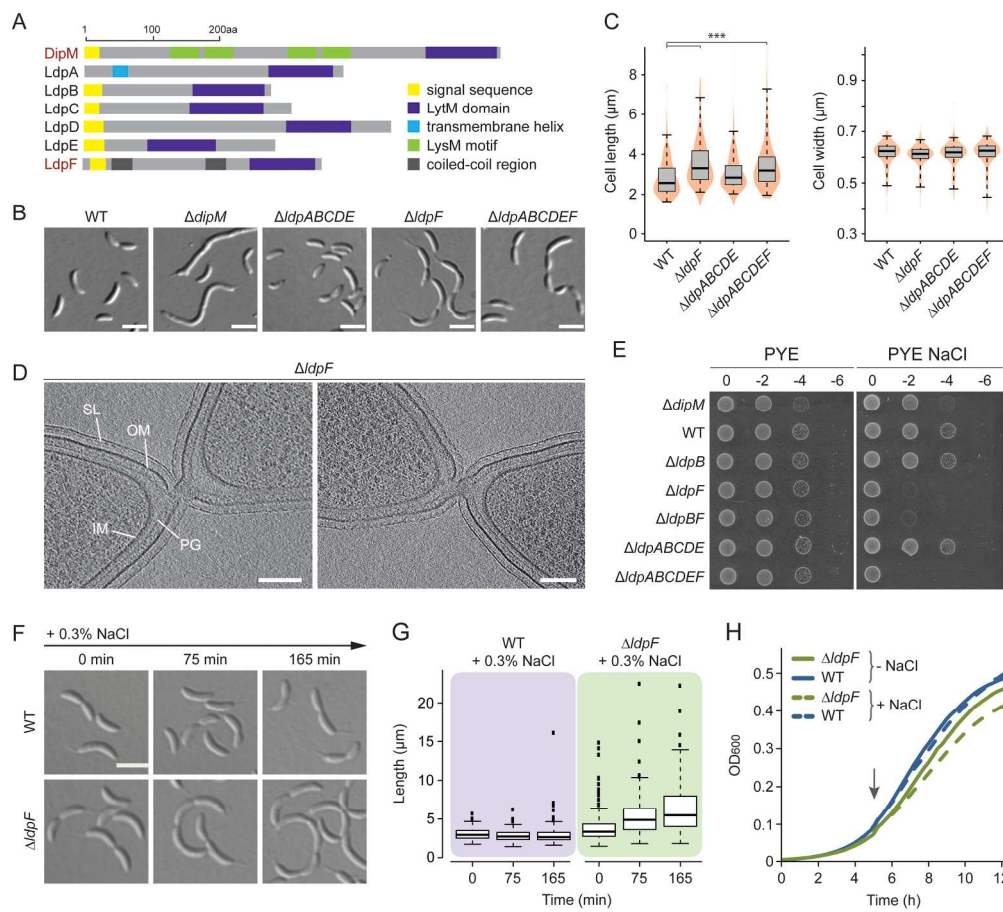 A
1 100 200aa
DipM
LdpA
LdpB
LdpC
LdpD
LdpE
LdpF
signal sequence
LytM domain
transmembrane helix
LysM motif
coiled-coil region
B
WT ΔdipM ΔldpABCDE ΔldpF ΔldpABCDEF
C
***
Cell length (μm)
8
6
4
2
0
WT
ΔldpF
ΔldpABCDE
ΔldpABCDEF
Cell width (μm)
0.9
0.7
0.5
0.3
WT
ΔldpF
ΔldpABCDE
ΔldpABCDEF
D
ΔldpF
SL
OM
IM
PG
E
PYE PYE NaCl
0 -2 -4 -6 0 -2 -4 -6
ΔdipM
WT
ΔldpB
ΔldpF
ΔldpBF
ΔldpABCDE
ΔldpABCDEF
F
+ 0.3% NaCl
0 min 75 min 165 min
WT
ΔldpF
G
WT ΔldpF
+ 0.3% NaCl + 0.3% NaCl
Length (μm)
20
15
10
5
0
0 75 165 0 75 165
Time (min)
H
ΔldpF
WT
- NaCl
ΔldpF
WT
+ NaCl
OD600
0.6
0.5
0.4
0.3
0.2
0.1
0
0 2 4 6 8 10 12
Time (h)